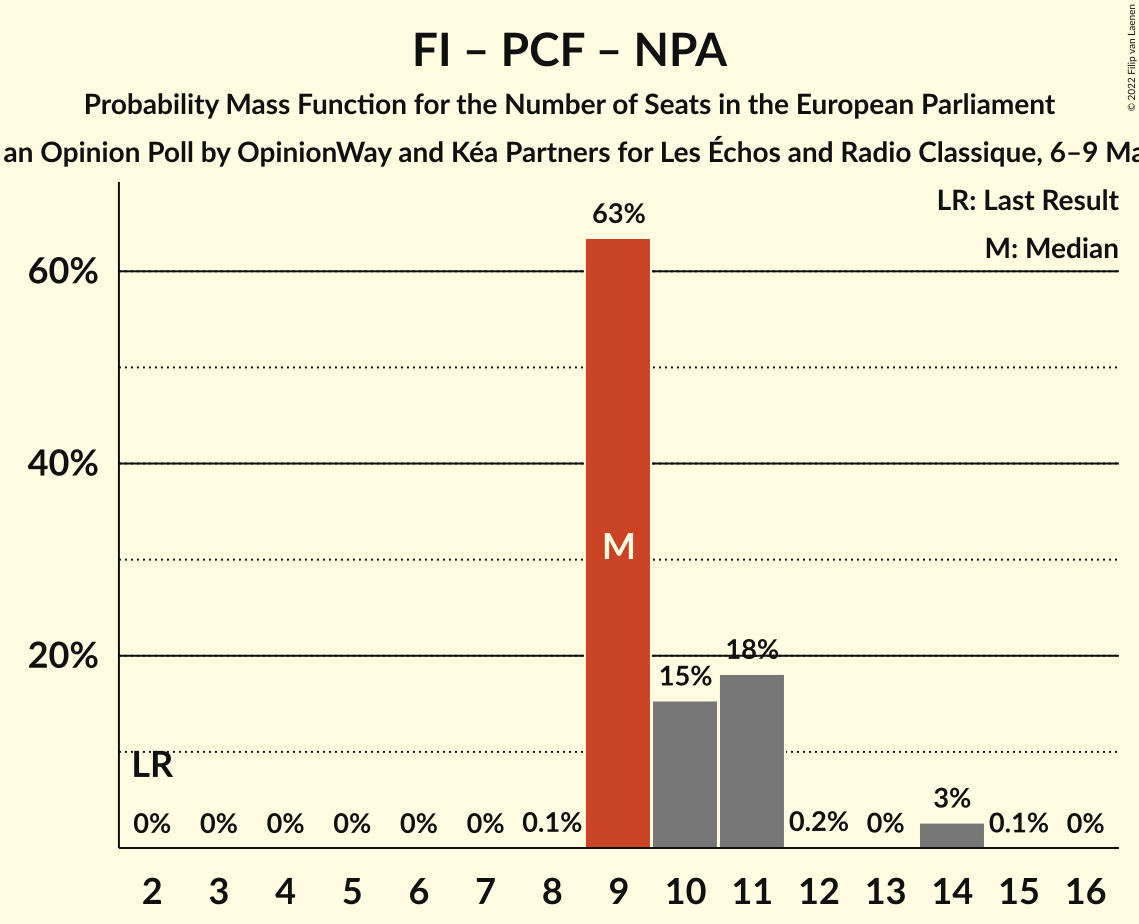 FI – PCF – NPA
Probability Mass Function for the Number of Seats in the European Parliament
an Opinion Poll by OpinionWay and Kéa Partners for Les Échos and Radio Classique, 6–9 Ma
© 2022 Filip van Laenen
LR: Last Result
M: Median
63%
60%
40%
M
20%
18%
15%
LR
3%
0% 0% 0% 0% 0% 0% 0.1% 0.2% 0% 0.1% 0%
2 3 4 5 6 7 8 9 10 11 12 13 14 15 16